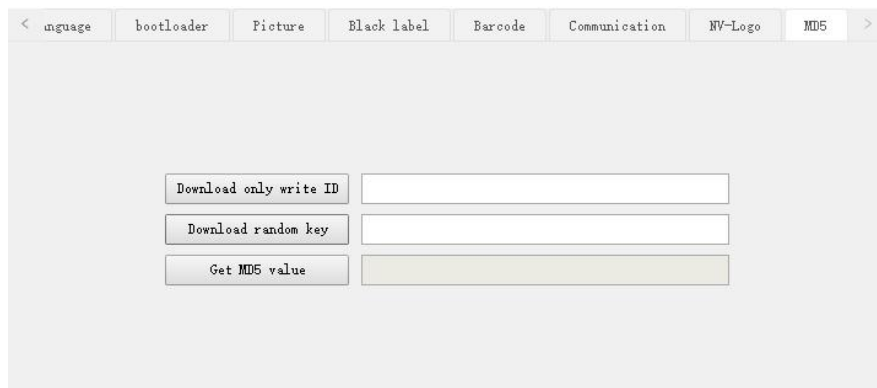 < nguage bootloader Picture Black label Barcode Communication NV-Logo MD5 >
Download only write ID
Download random key
Get MD5 value